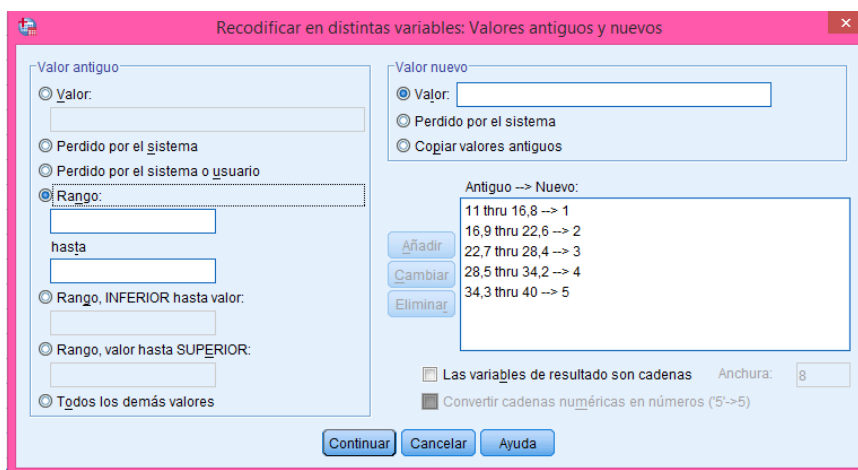 Recodificar en distintas variables: Valores antiguos y nuevos
Valor antiguo
Valor:
Perdido por el sistema
Perdido por el sistema o usuario
Rango:
hasta
Rango, INFERIOR hasta valor:
Rango, valor hasta SUPERIOR:
Todos los demás valores
Valor nuevo
Valor:
Perdido por el sistema
Copiar valores antiguos
Antiguo --> Nuevo:
11 thru 16,8 --> 1
16,9 thru 22,6 --> 2
22,7 thru 28,4 --> 3
28,5 thru 34,2 --> 4
34,3 thru 40 --> 5
Añadir
Cambiar
Eliminar
Las variables de resultado son cadenas Anchura: 8
Convertir cadenas numéricas en números ('5'->5)
Continuar Cancelar Ayuda